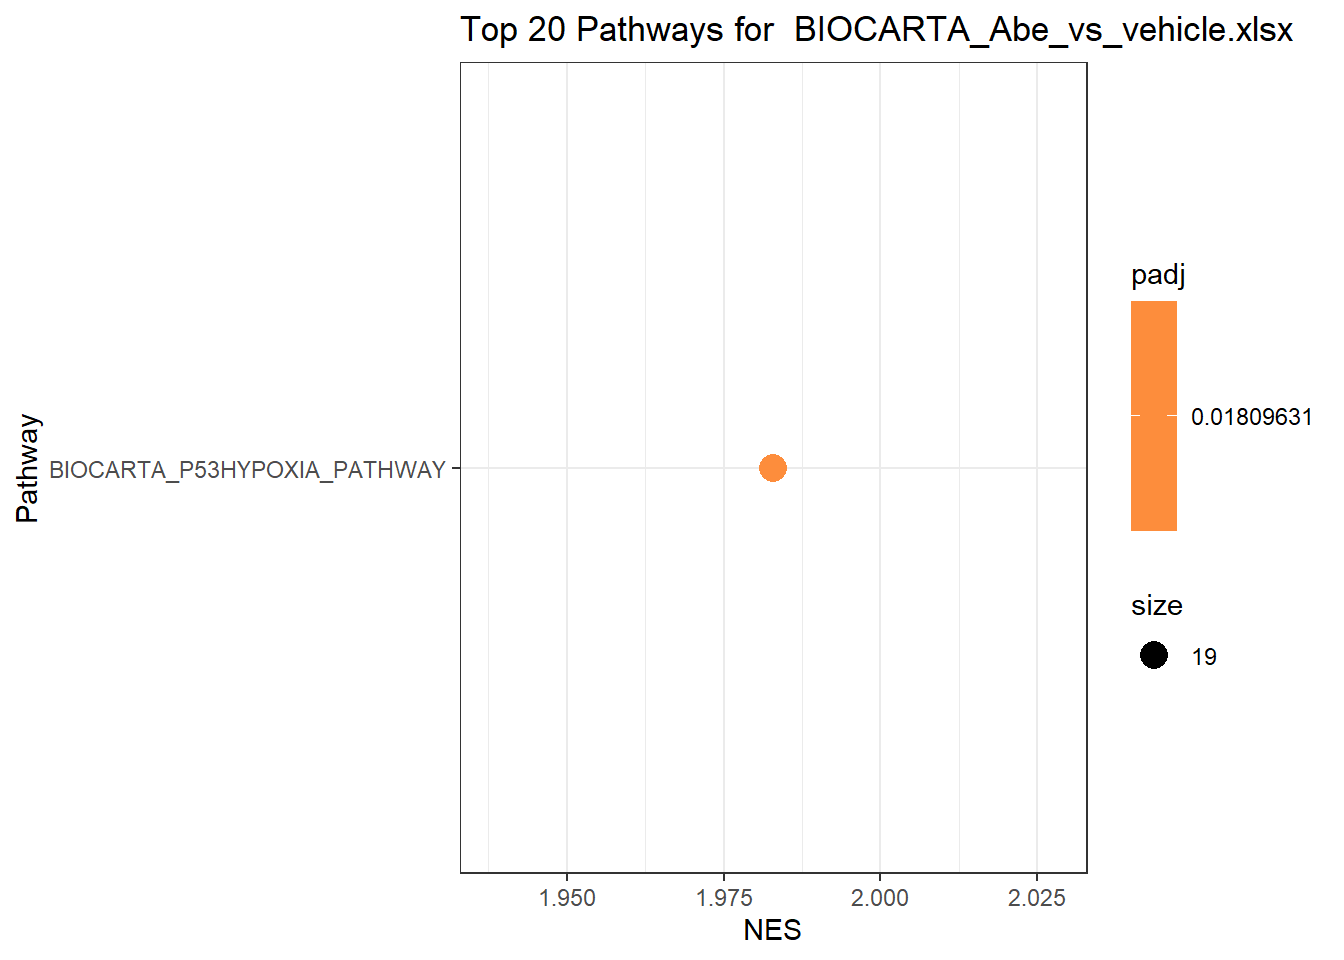 Top 20 Pathways for  BIOCARTA_Abe_vs_vehicle.xlsx
Pathway
BIOCARTA_P53HYPOXIA_PATHWAY
1.950
1.975
2.000
2.025
NES
padj
0.01809631
size
19